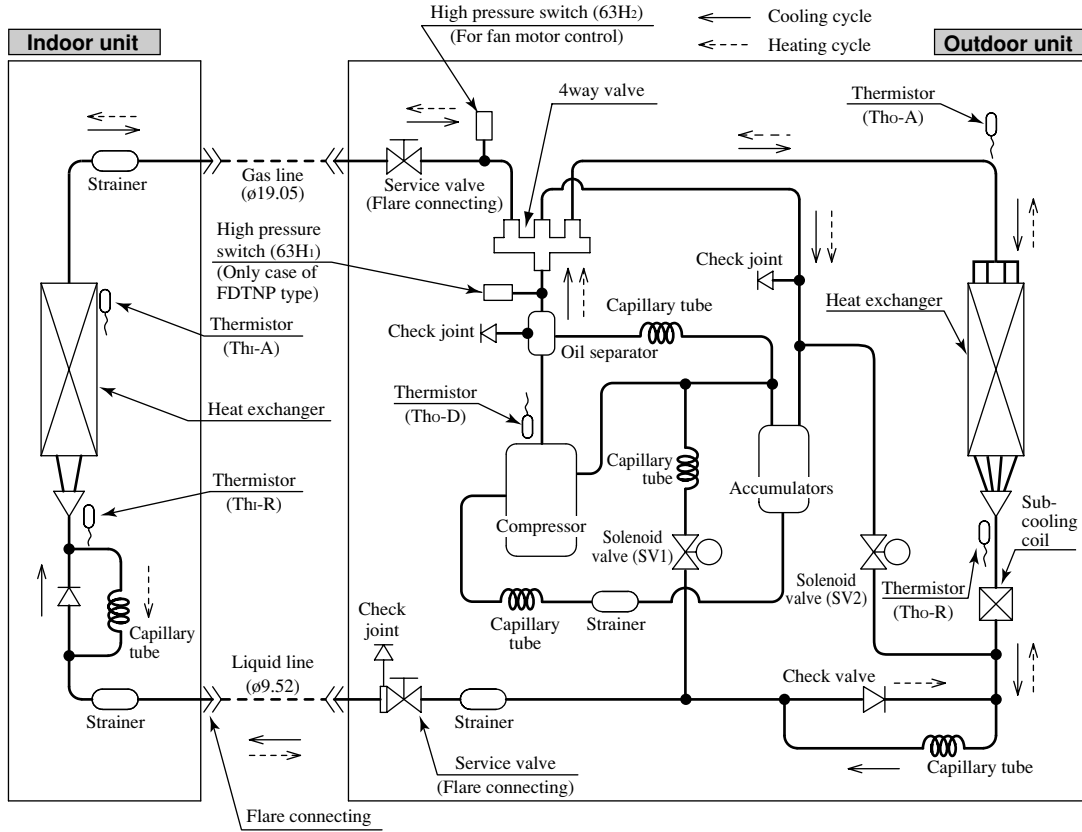 High pressure switch (63H2)
(For fan motor control)
Cooling cycle
Heating cycle
Indoor unit
Outdoor unit
4way valve
Thermistor
(ThO-A)
Strainer
Gas line
(ø19.05)
Service valve
(Flare connecting)
High pressure
switch (63H1)
(Only case of
FDTNP type)
Check joint
Capillary tube
Heat exchanger
Thermistor
(ThI-A)
Check joint
Oil separator
Thermistor
(ThO-D)
Heat exchanger
Capillary
tube
Accumulators
Thermistor
(ThI-R)
Compressor
Sub-
cooling
coil
Solenoid
valve (SV1)
Solenoid
valve (SV2)
Thermistor
(ThO-R)
Capillary
tube
Check
joint
Capillary
tube
Strainer
Liquid line
(ø9.52)
Check valve
Strainer
Strainer
Service valve
(Flare connecting)
Capillary tube
Flare connecting